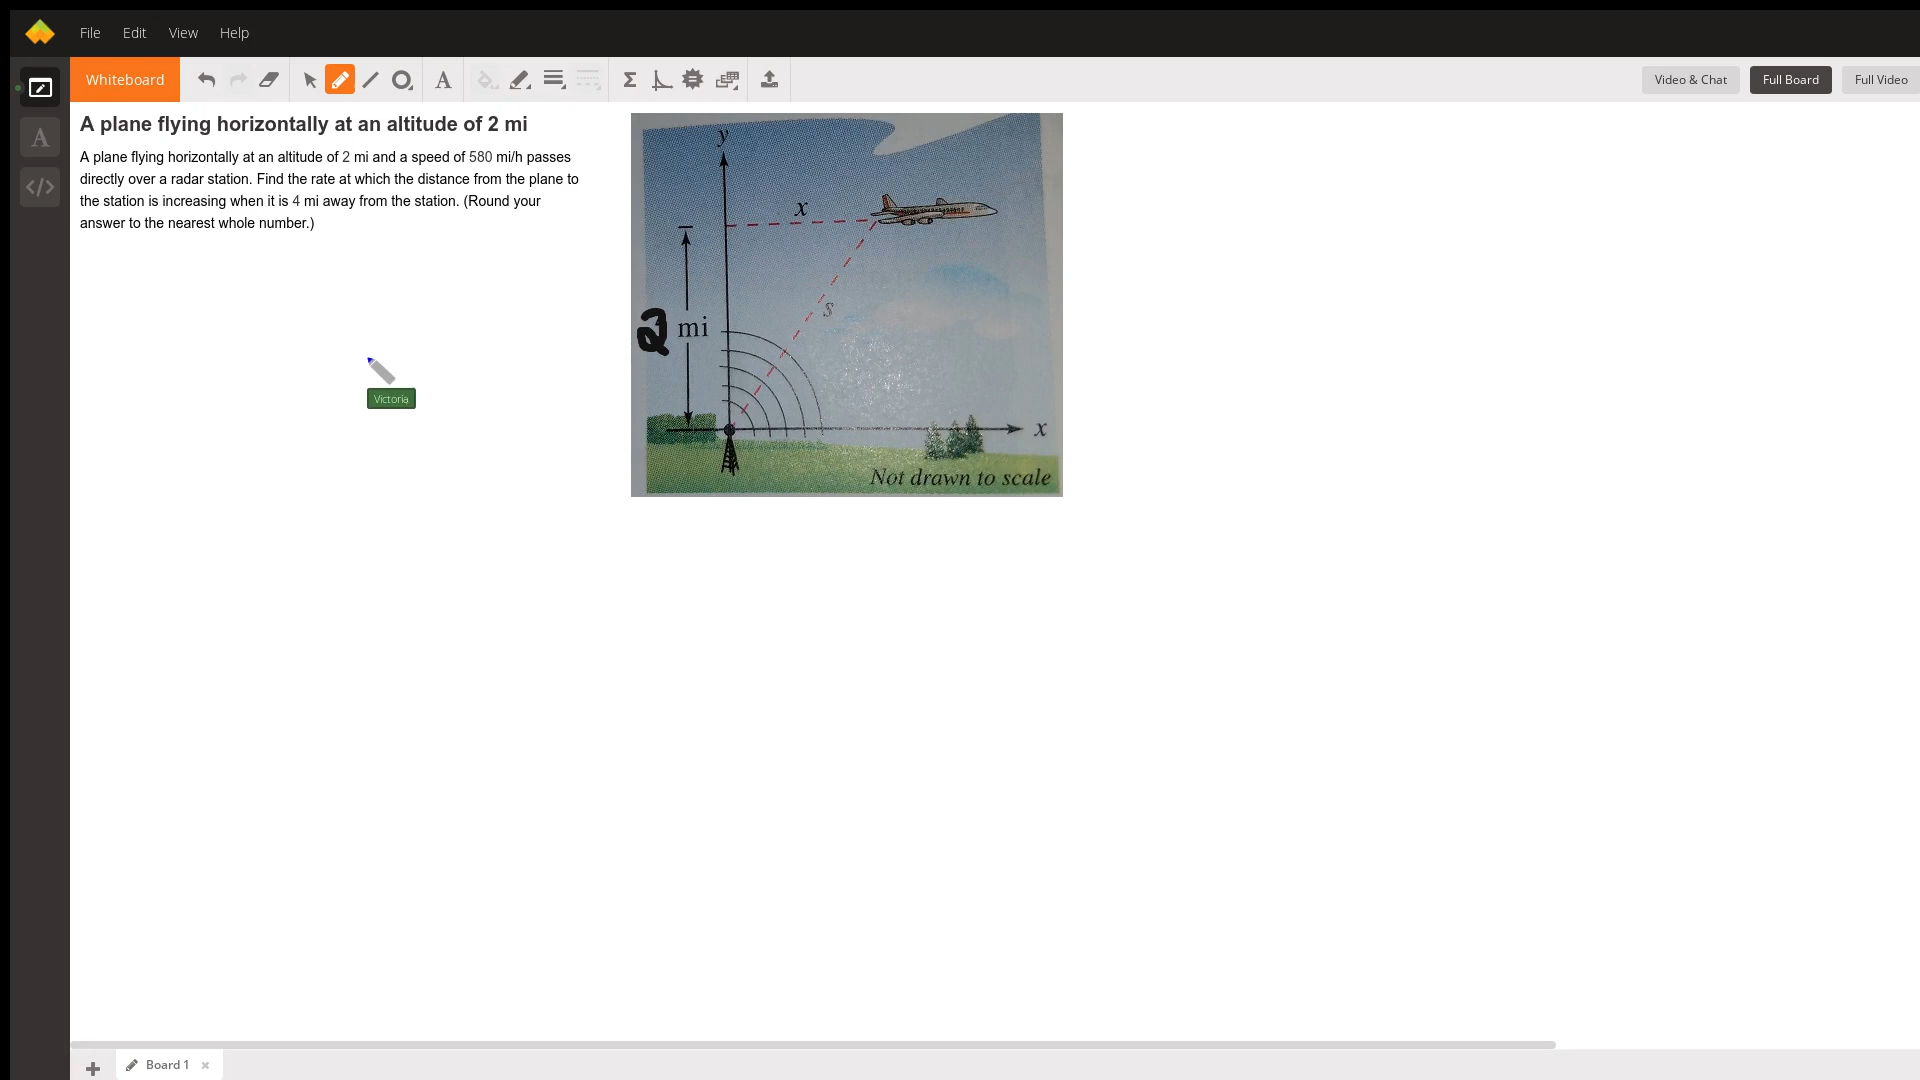 File Edit View Help
Whiteboard
A
Σ
Video & Chat
Full Board
Full Video
A
</>
A plane flying horizontally at an altitude of 2 mi
A plane flying horizontally at an altitude of 2 mi and a speed of 580 mi/h passes
directly over a radar station. Find the rate at which the distance from the plane to
the station is increasing when it is 4 mi away from the station. (Round your
answer to the nearest whole number.)
Victoria
y
x
s
2 mi
x
Not drawn to scale
Board 1